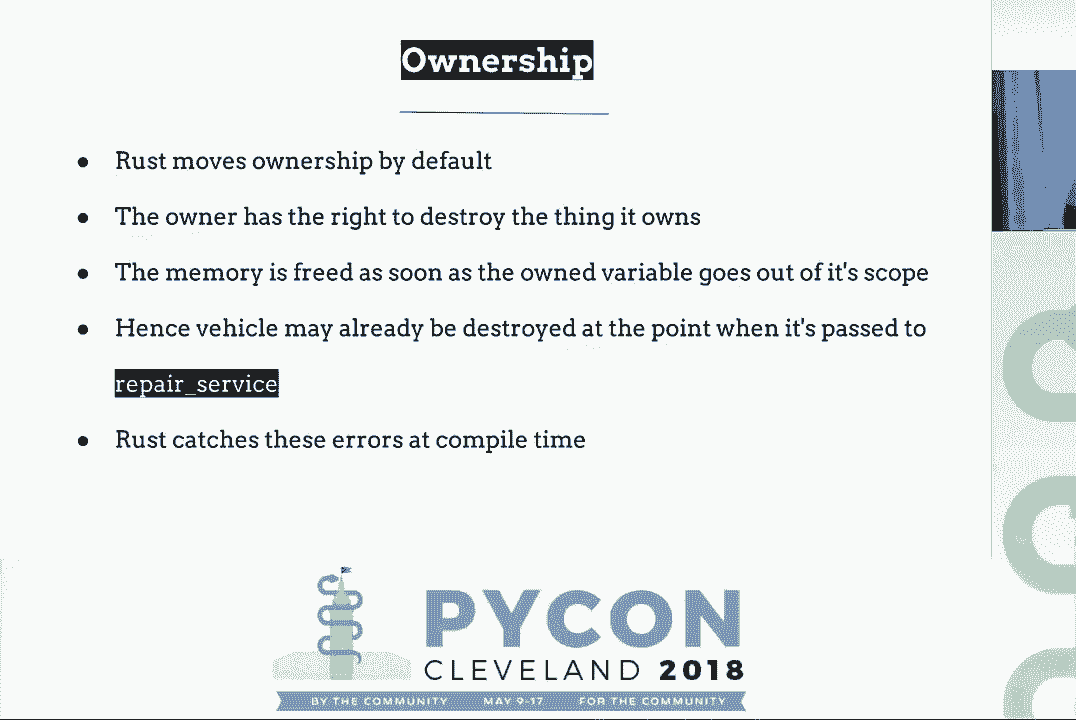 Ownership
● Rust moves ownership by default
● The owner has the right to destroy the thing it owns
● The memory is freed as soon as the owned variable goes out of it's scope
● Hence vehicle may already be destroyed at the point when it's passed to
repair_service
● Rust catches these errors at compile time
PYCON
CLEVELAND 2018
BY THE COMMUNITY MAY 9-17 FOR THE COMMUNITY